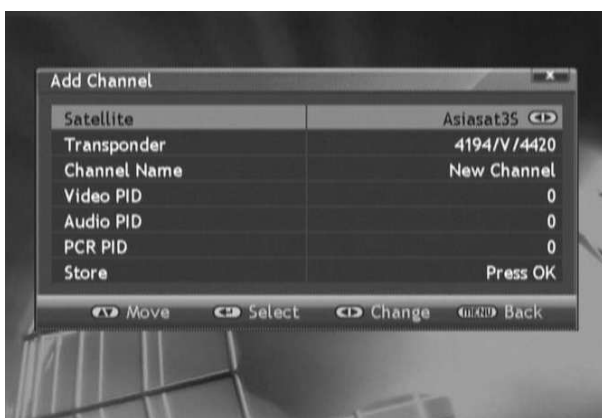 Add Channel
Satellite Asiasat3S
Transponder 4194/V/4420
Channel Name New Channel
Video PID 0
Audio PID 0
PCR PID 0
Store Press OK
Move Select Change MENU Back